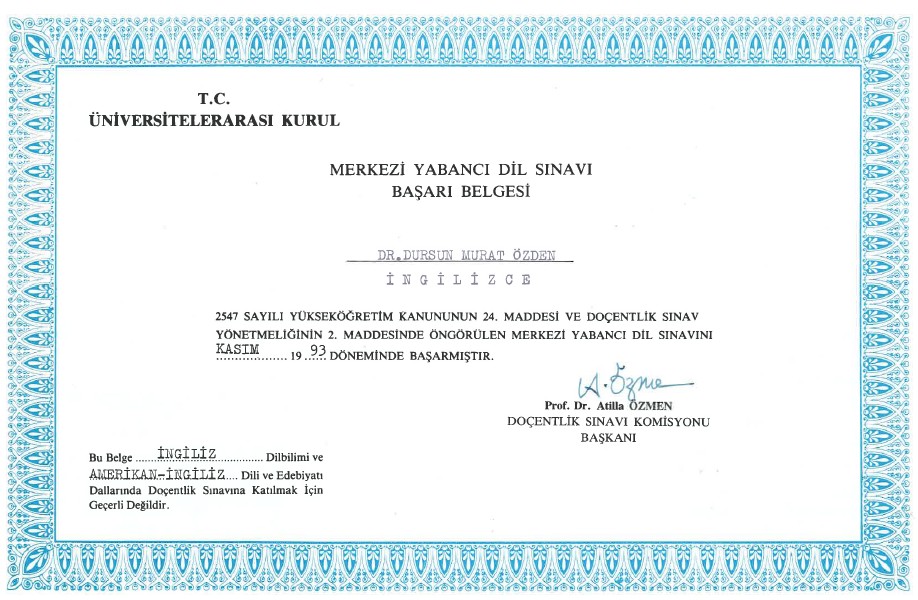 T.C.
ÜNİVERSİTELERARASI KURUL
MERKEZİ YABANCI DİL SINAVI
BAŞARI BELGESİ
DR.DURSUN MURAT ÖZDEN
İNGİLİZCE
2547 SAYILI YÜKSEKÖĞRETİM KANUNUNUN 24. MADDESİ VE DOÇENTLİK SINAV
YÖNETMELİĞİNİN 2. MADDESİNDE ÖNGÖRÜLEN MERKEZİ YABANCI DİL SINAVINI
KASIM 19 93 DÖNEMİNDE BAŞARMIŞTIR.
A. Özmen
Prof. Dr. Atilla ÖZMEN
DOÇENTLİK SINAVI KOMİSYONU
BAŞKANI
Bu Belge İNGİLİZ Dilbilimi ve
AMERİKAN-İNGİLİZ.... Dili ve Edebiyatı
Dallarında Doçentlik Sınavına Katılmak İçin
Geçerli Değildir.